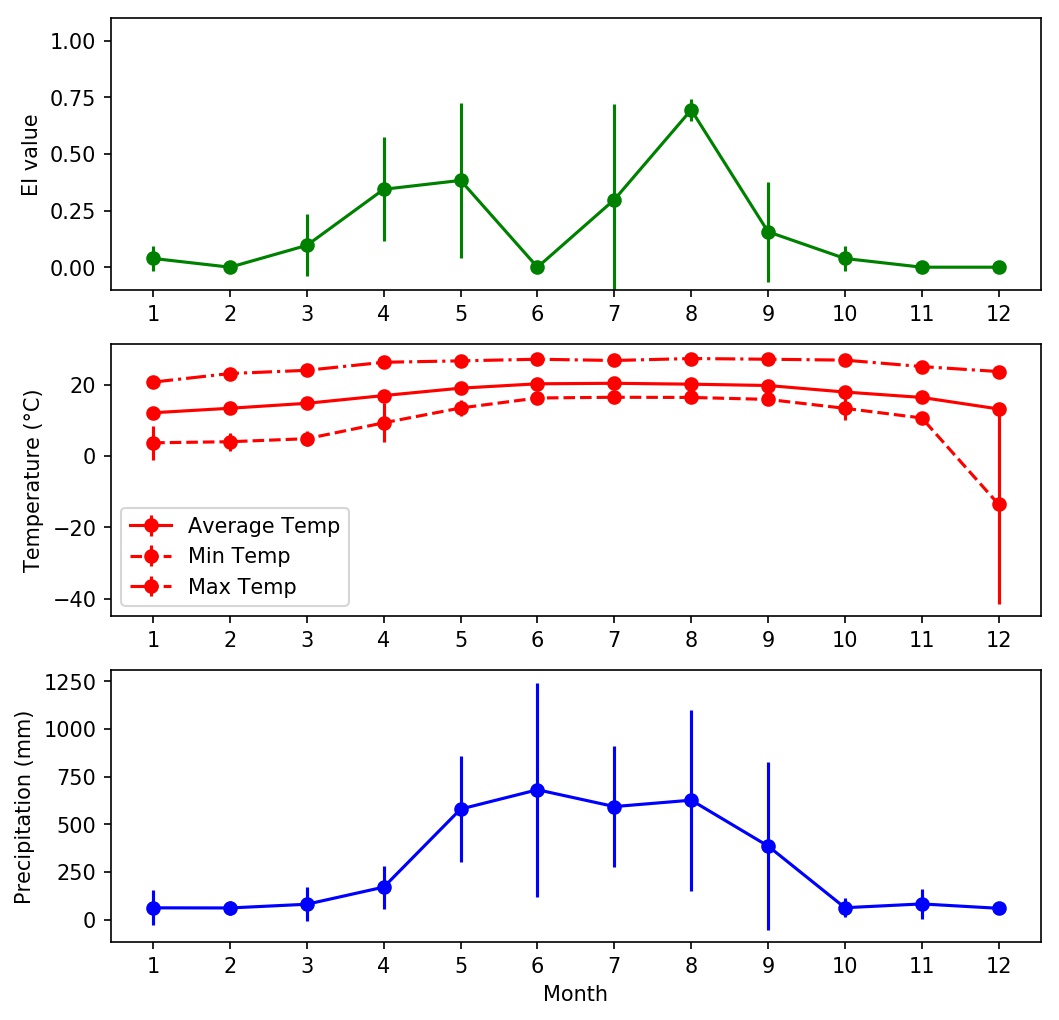 1.00
0.75
0.50
0.25
0.00
EI value
1 2 3 4 5 6 7 8 9 10 11 12
20
0
−20
−40
Temperature (°C)
Average Temp
Min Temp
Max Temp
1 2 3 4 5 6 7 8 9 10 11 12
1250
1000
750
500
250
0
Precipitation (mm)
1 2 3 4 5 6 7 8 9 10 11 12
Month